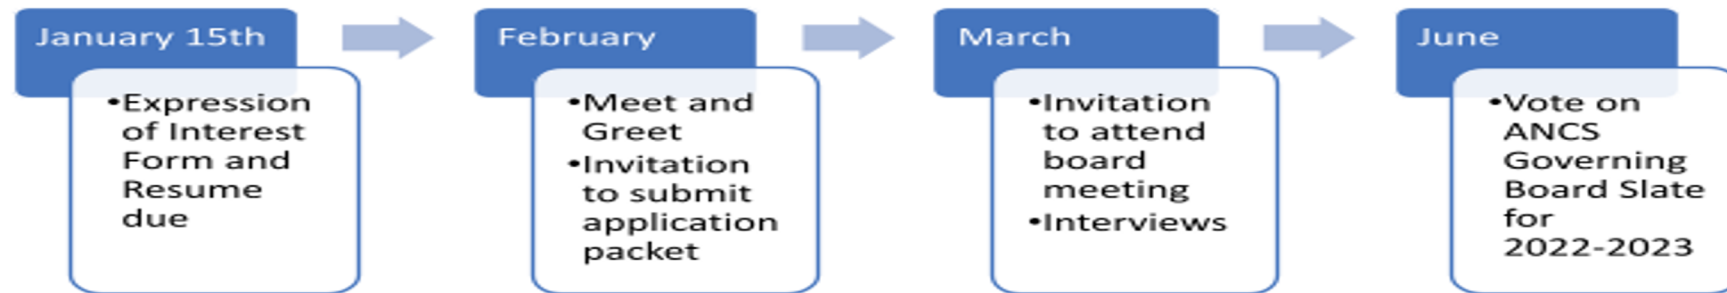 January 15th
•Expression
of Interest
Form and
Resume
due
February
•Meet and
Greet
•Invitation
to submit
application
packet
March
•Invitation
to attend
board
meeting
•Interviews
June
•Vote on
ANCS
Governing
Board Slate
for
2022-2023